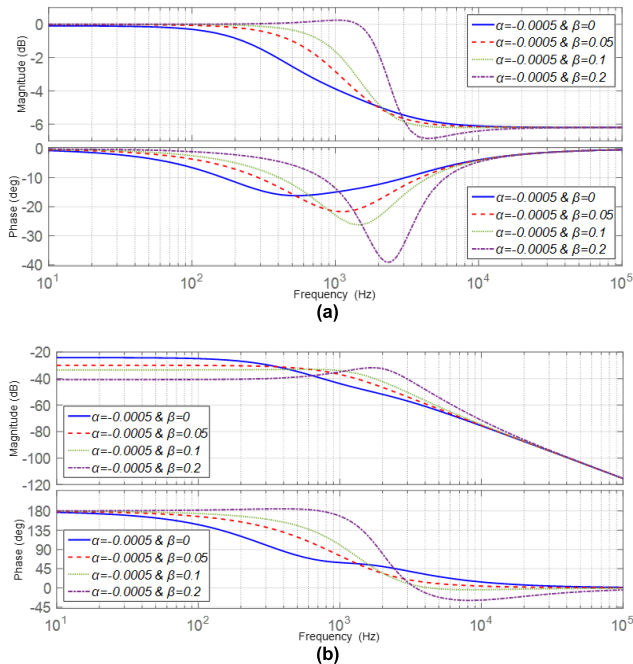 0
-2
-4
-6
Magnitude (dB)
α=-0.0005 & β=0
α=-0.0005 & β=0.05
α=-0.0005 & β=0.1
α=-0.0005 & β=0.2
0
-10
-20
-30
-40
Phase (deg)
α=-0.0005 & β=0
α=-0.0005 & β=0.05
α=-0.0005 & β=0.1
α=-0.0005 & β=0.2
10^1 10^2 10^3 10^4 10^5
Frequency (Hz)
(a)
-20
-40
-60
-80
-100
-120
Magnitude (dB)
α=-0.0005 & β=0
α=-0.0005 & β=0.05
α=-0.0005 & β=0.1
α=-0.0005 & β=0.2
180
135
90
45
0
-45
Phase (deg)
α=-0.0005 & β=0
α=-0.0005 & β=0.05
α=-0.0005 & β=0.1
α=-0.0005 & β=0.2
10^1 10^2 10^3 10^4 10^5
Frequency (Hz)
(b)